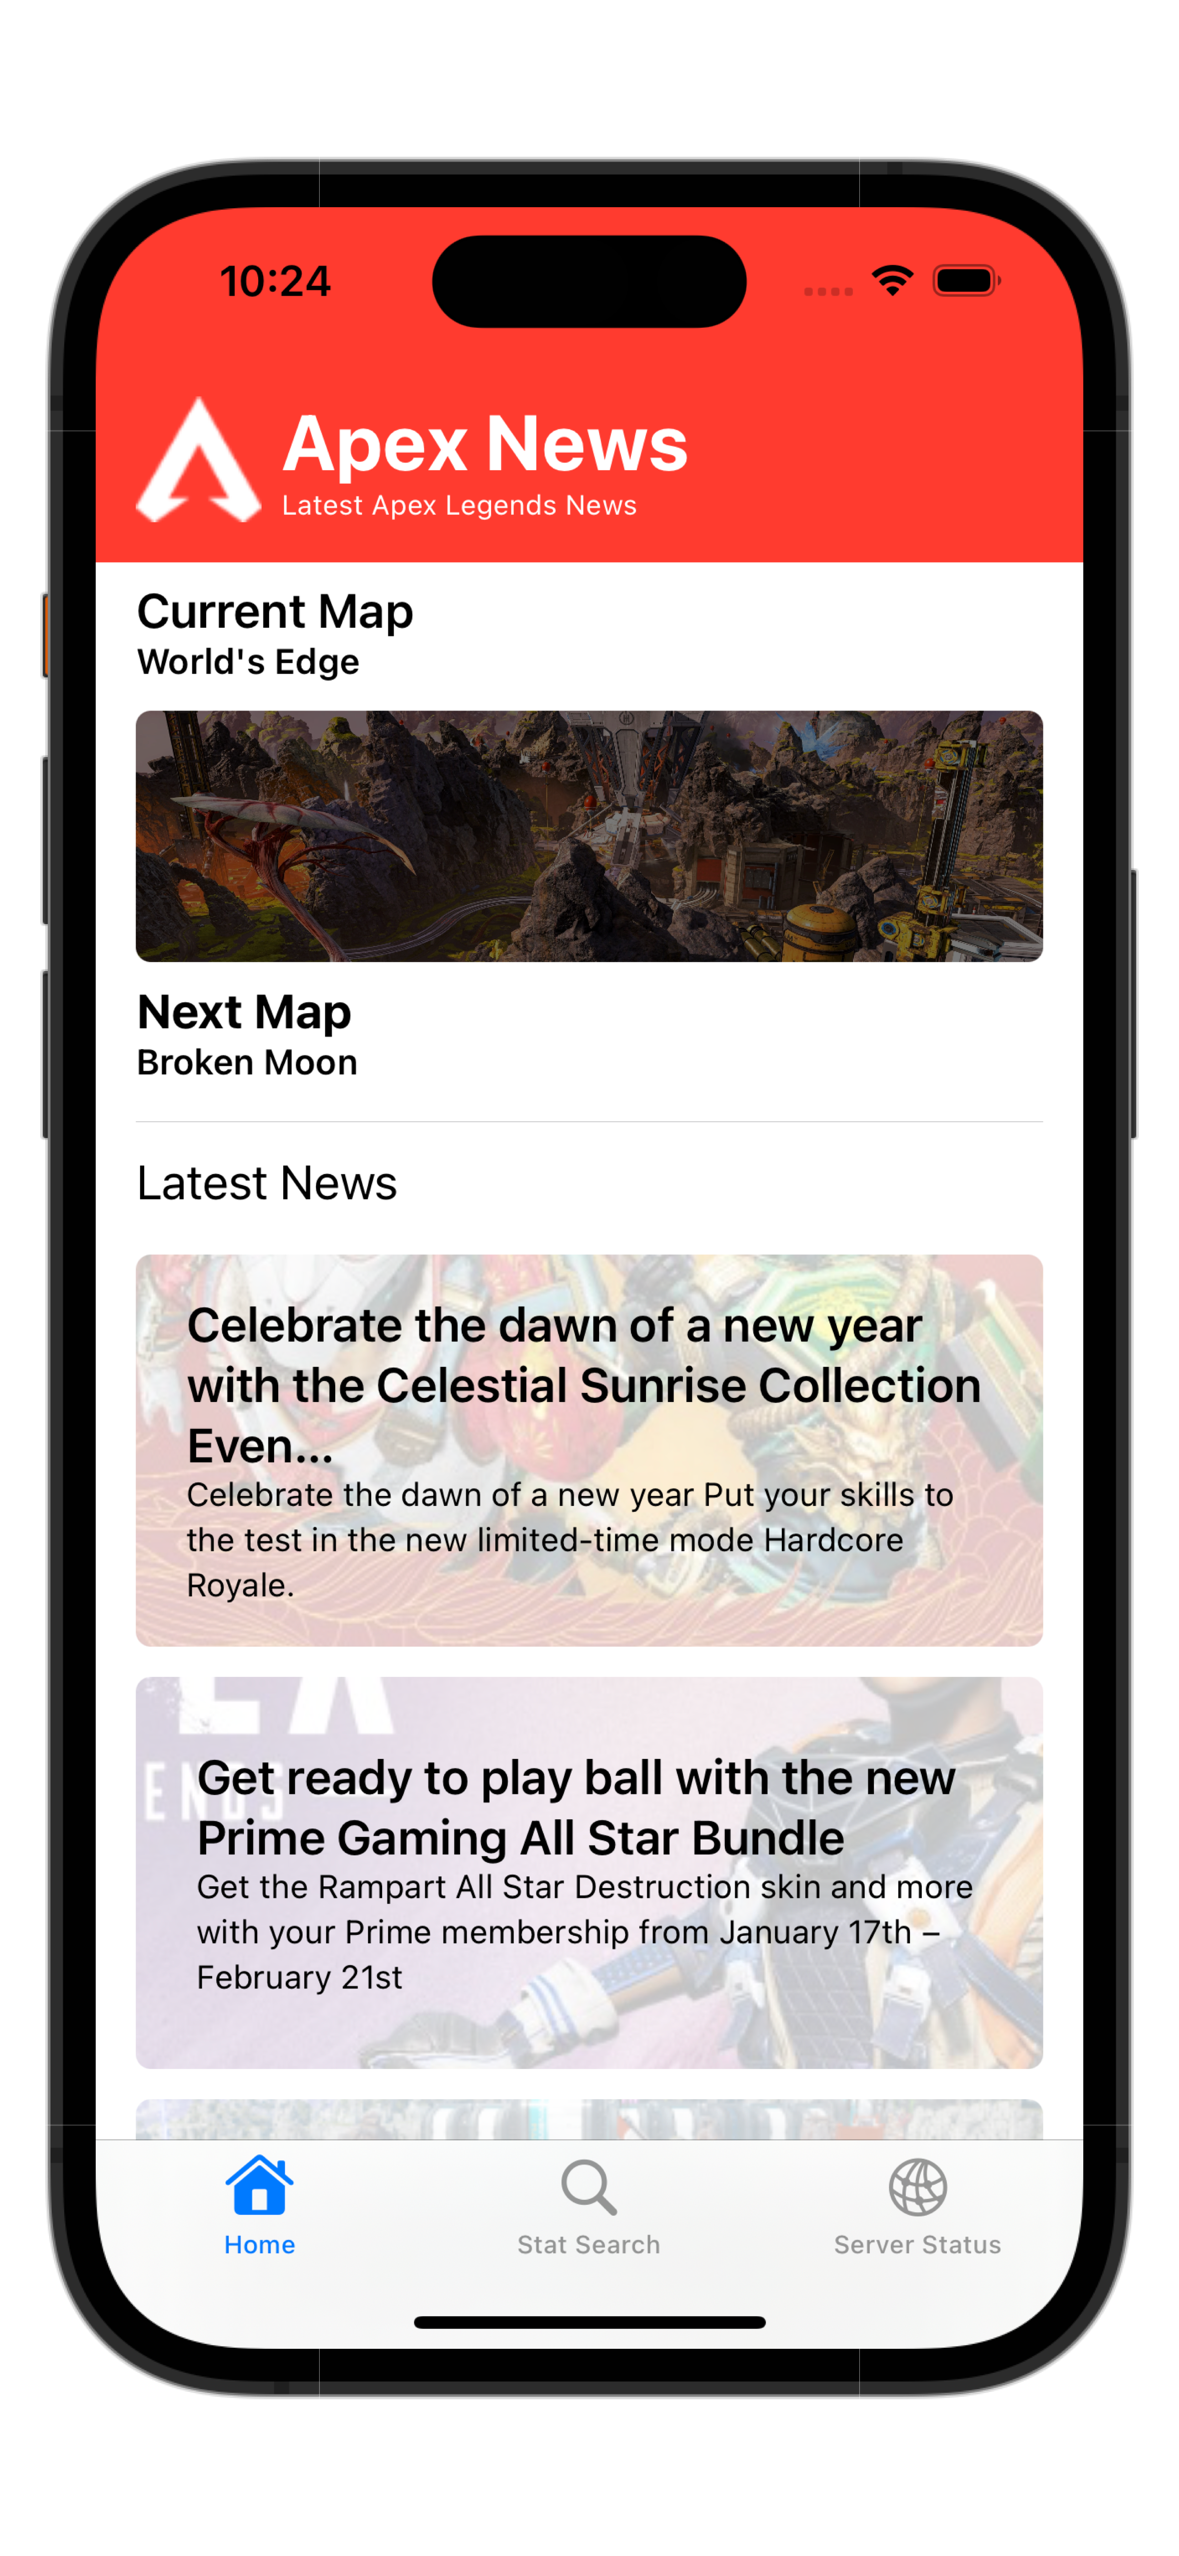 10:24
Apex News
Latest Apex Legends News
Current Map
World's Edge
Next Map
Broken Moon
Latest News
Celebrate the dawn of a new year
with the Celestial Sunrise Collection
Even...
Celebrate the dawn of a new year Put your skills to
the test in the new limited-time mode Hardcore
Royale.
Get ready to play ball with the new
Prime Gaming All Star Bundle
Get the Rampart All Star Destruction skin and more
with your Prime membership from January 17th –
February 21st
Home
Stat Search
Server Status